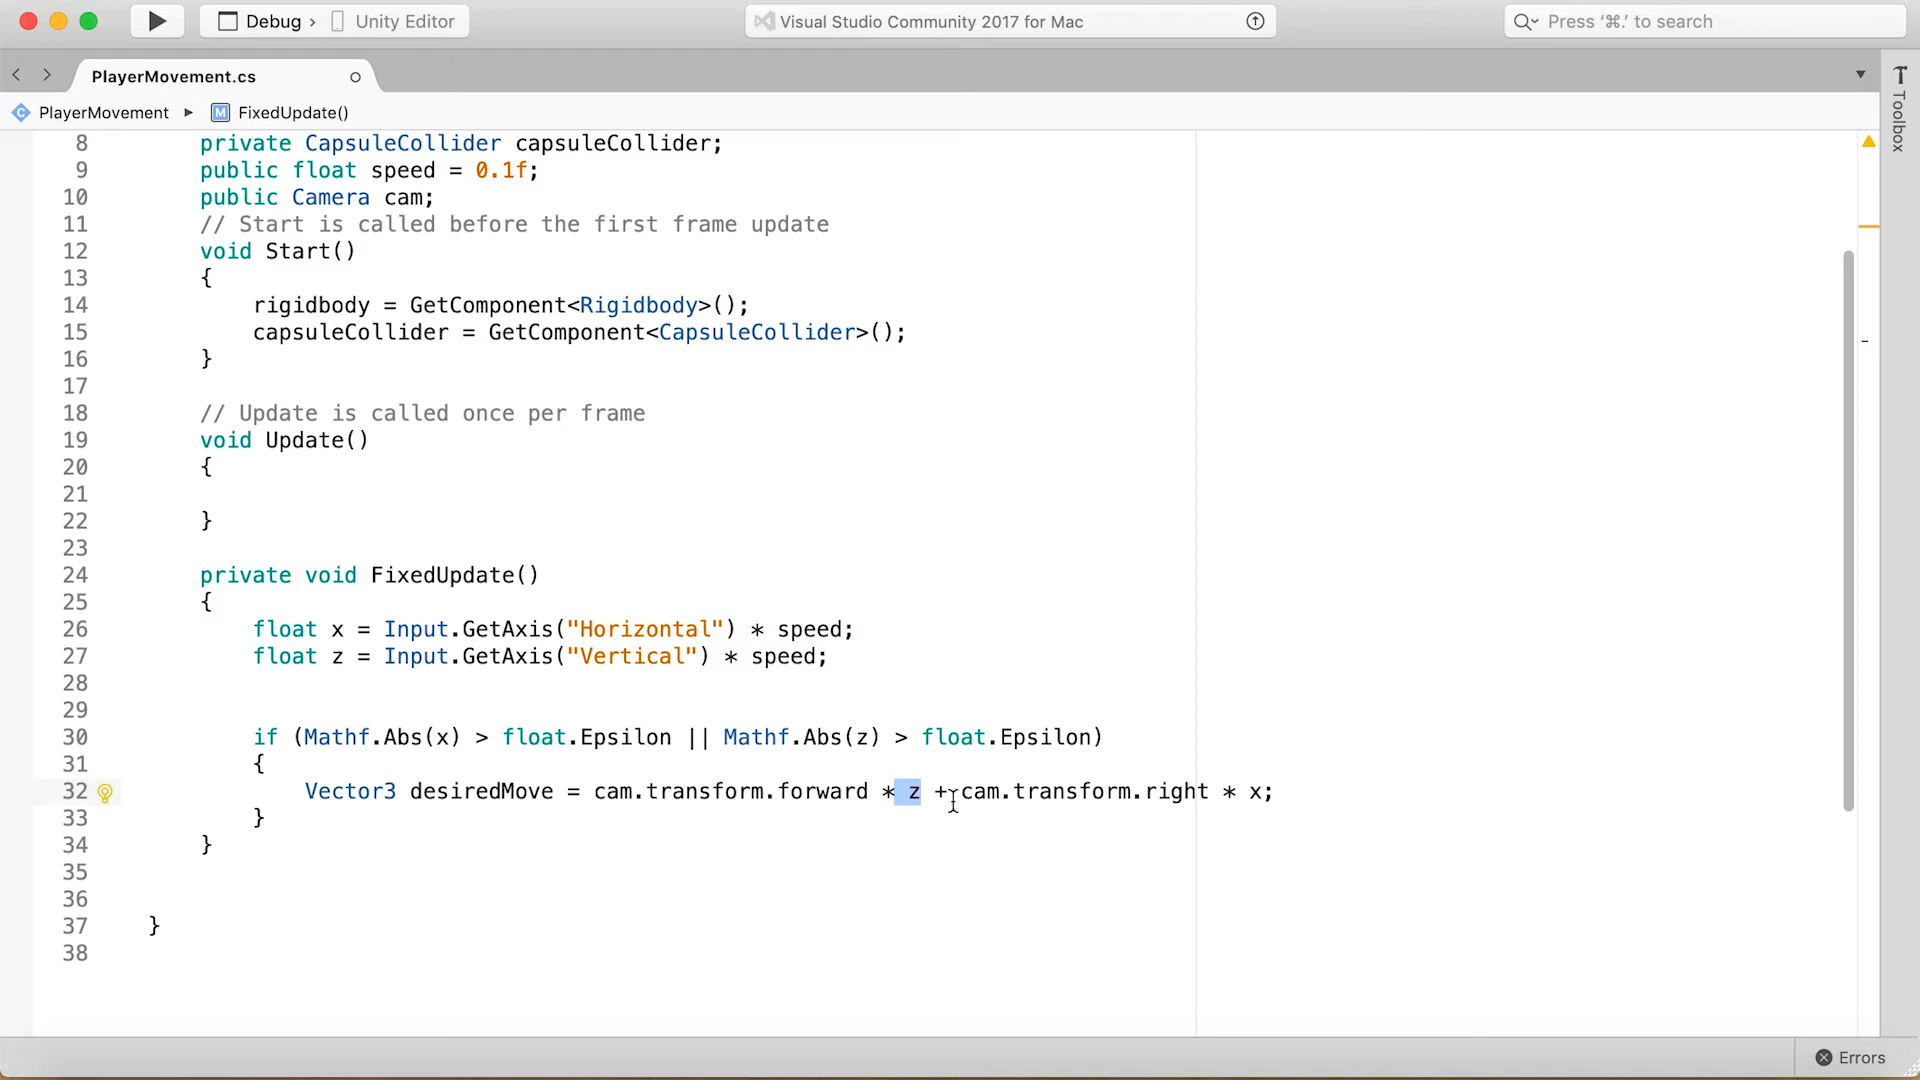 Debug › Unity Editor
Visual Studio Community 2017 for Mac
Press ‘⌘.’ to search
PlayerMovement.cs
Toolbox
PlayerMovement ▸ M FixedUpdate()
8 private CapsuleCollider capsuleCollider;
9 public float speed = 0.1f;
10 public Camera cam;
11 // Start is called before the first frame update
12 void Start()
13 {
14 rigidbody = GetComponent<Rigidbody>();
15 capsuleCollider = GetComponent<CapsuleCollider>();
16 }
17
18 // Update is called once per frame
19 void Update()
20 {
21
22 }
23
24 private void FixedUpdate()
25 {
26 float x = Input.GetAxis("Horizontal") * speed;
27 float z = Input.GetAxis("Vertical") * speed;
28
29
30 if (Mathf.Abs(x) > float.Epsilon || Mathf.Abs(z) > float.Epsilon)
31 {
32 Vector3 desiredMove = cam.transform.forward * z + cam.transform.right * x;
33 }
34 }
35
36
37 }
38
Errors